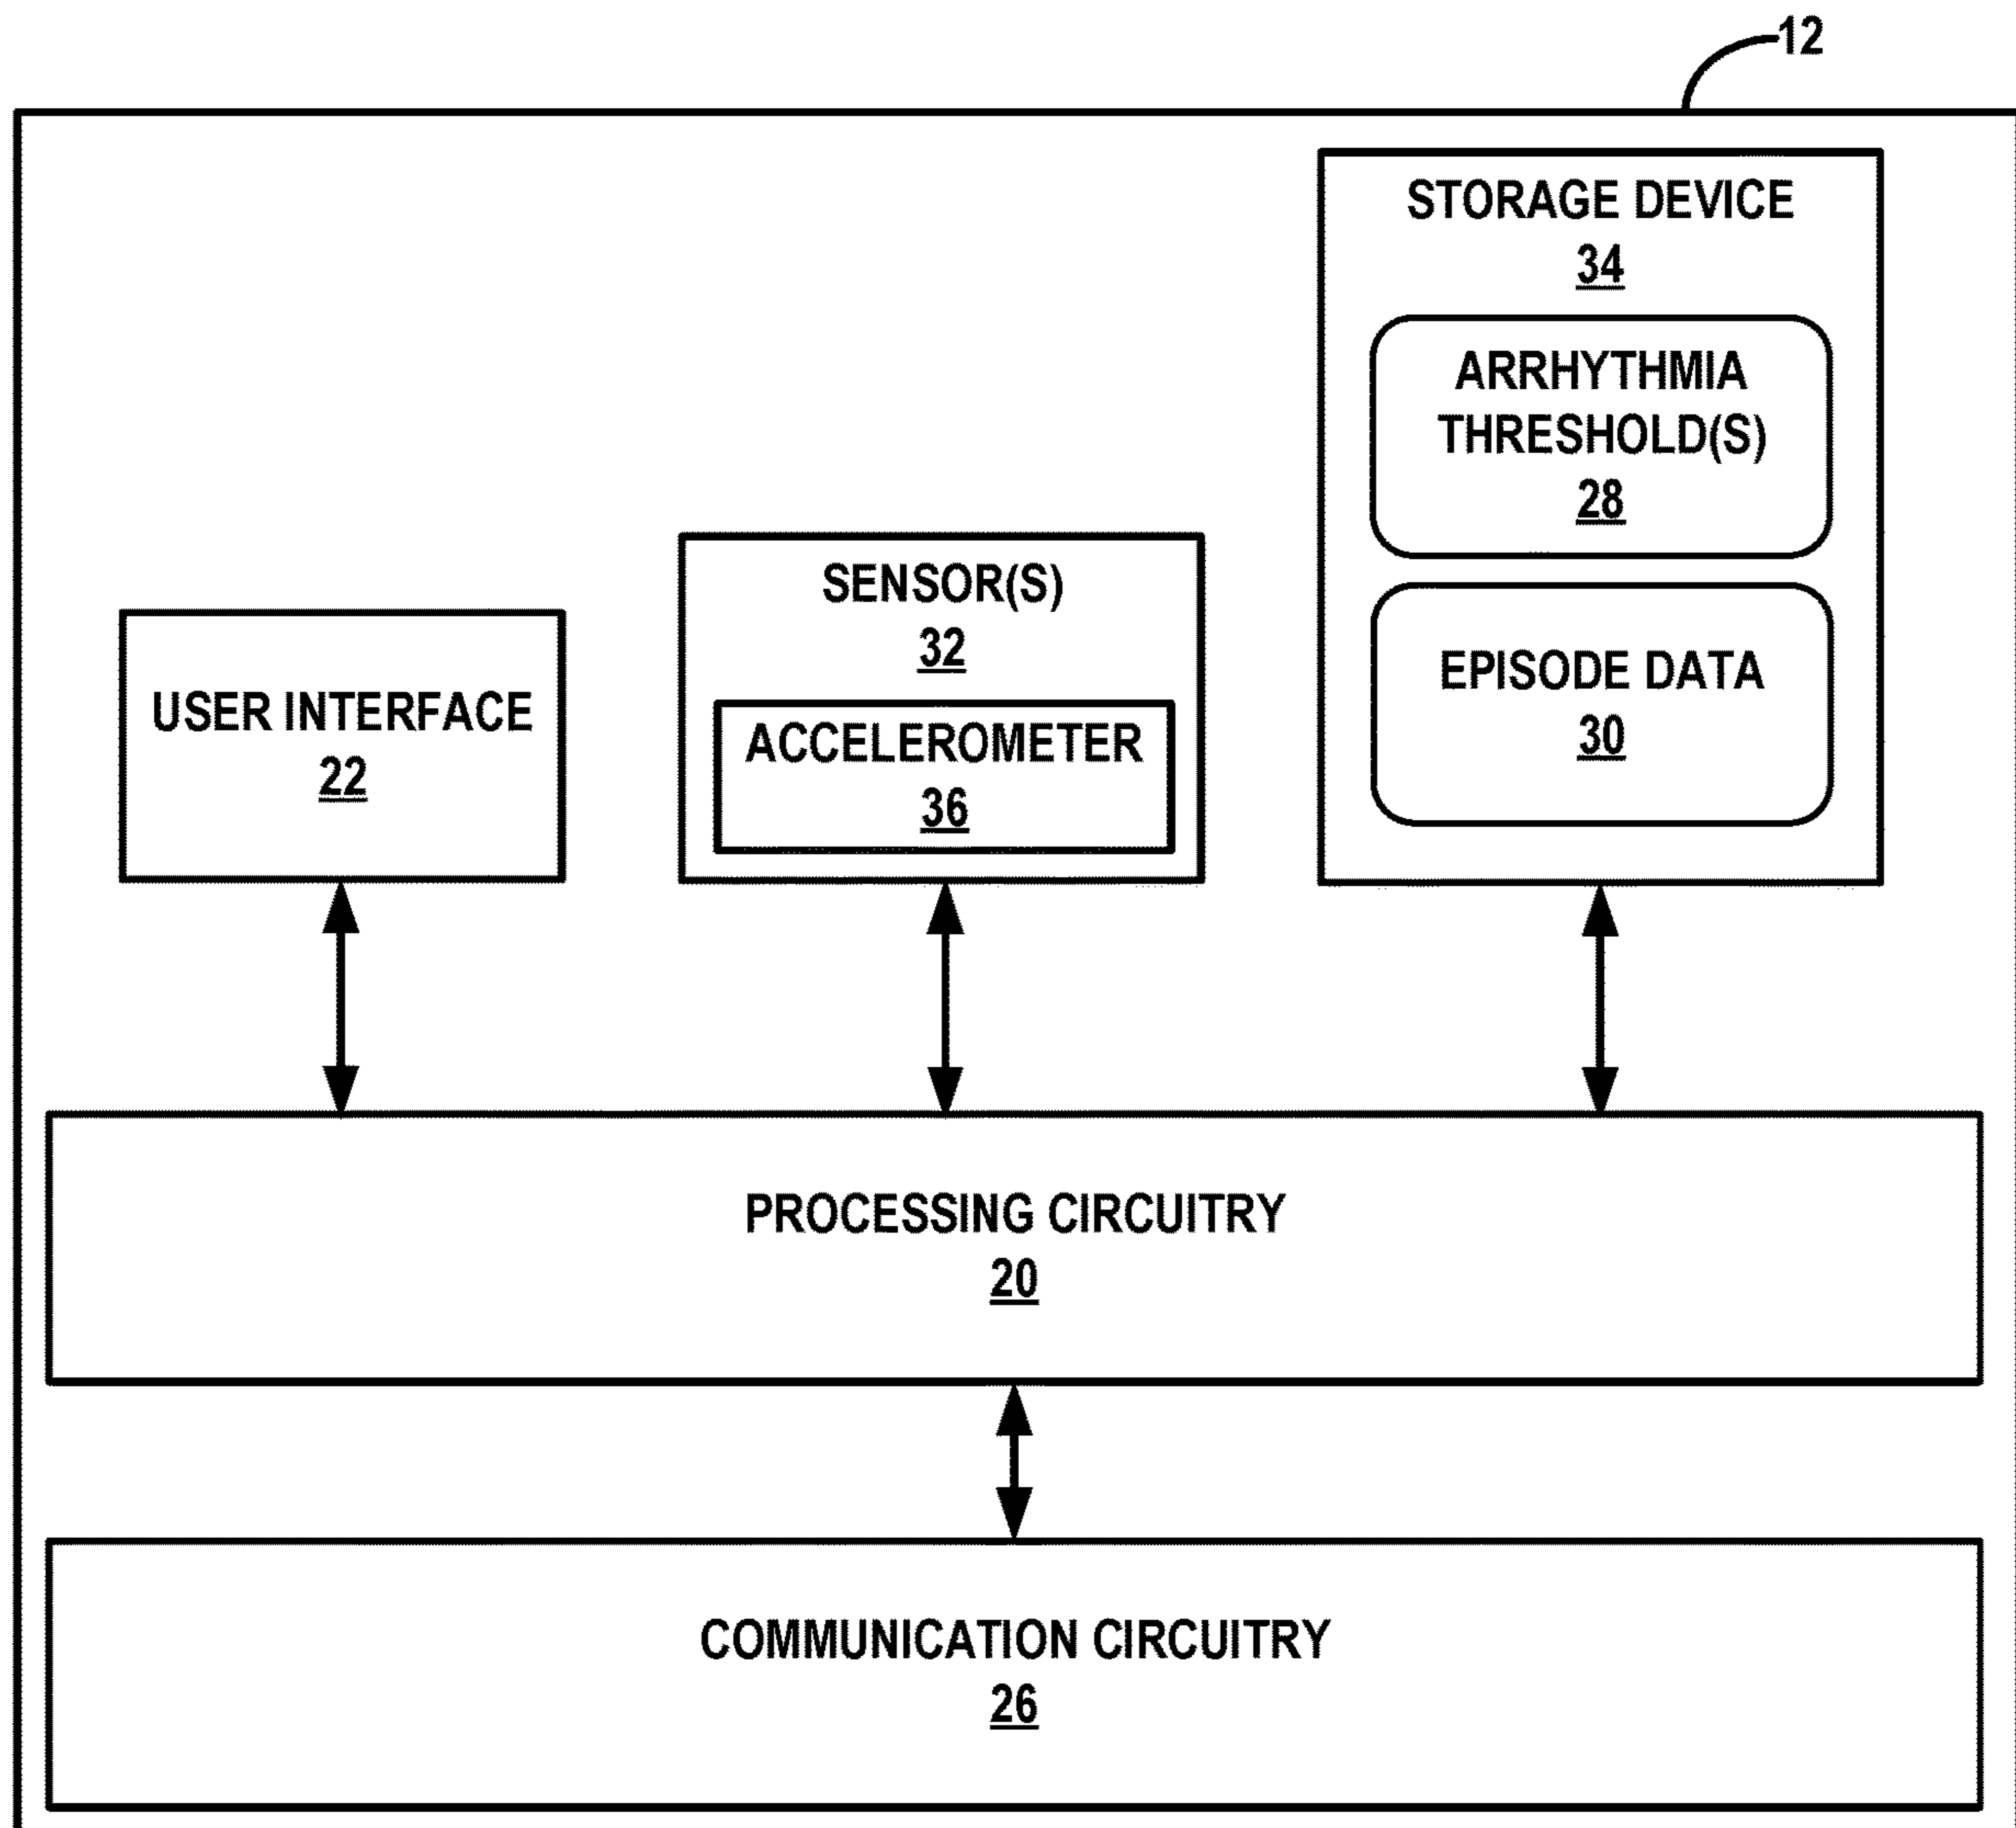 12
STORAGE DEVICE
34
ARRHYTHMIA
THRESHOLD(S)
28
EPISODE DATA
30
SENSOR(S)
32
ACCELEROMETER
36
USER INTERFACE
22
PROCESSING CIRCUITRY
20
COMMUNICATION CIRCUITRY
26